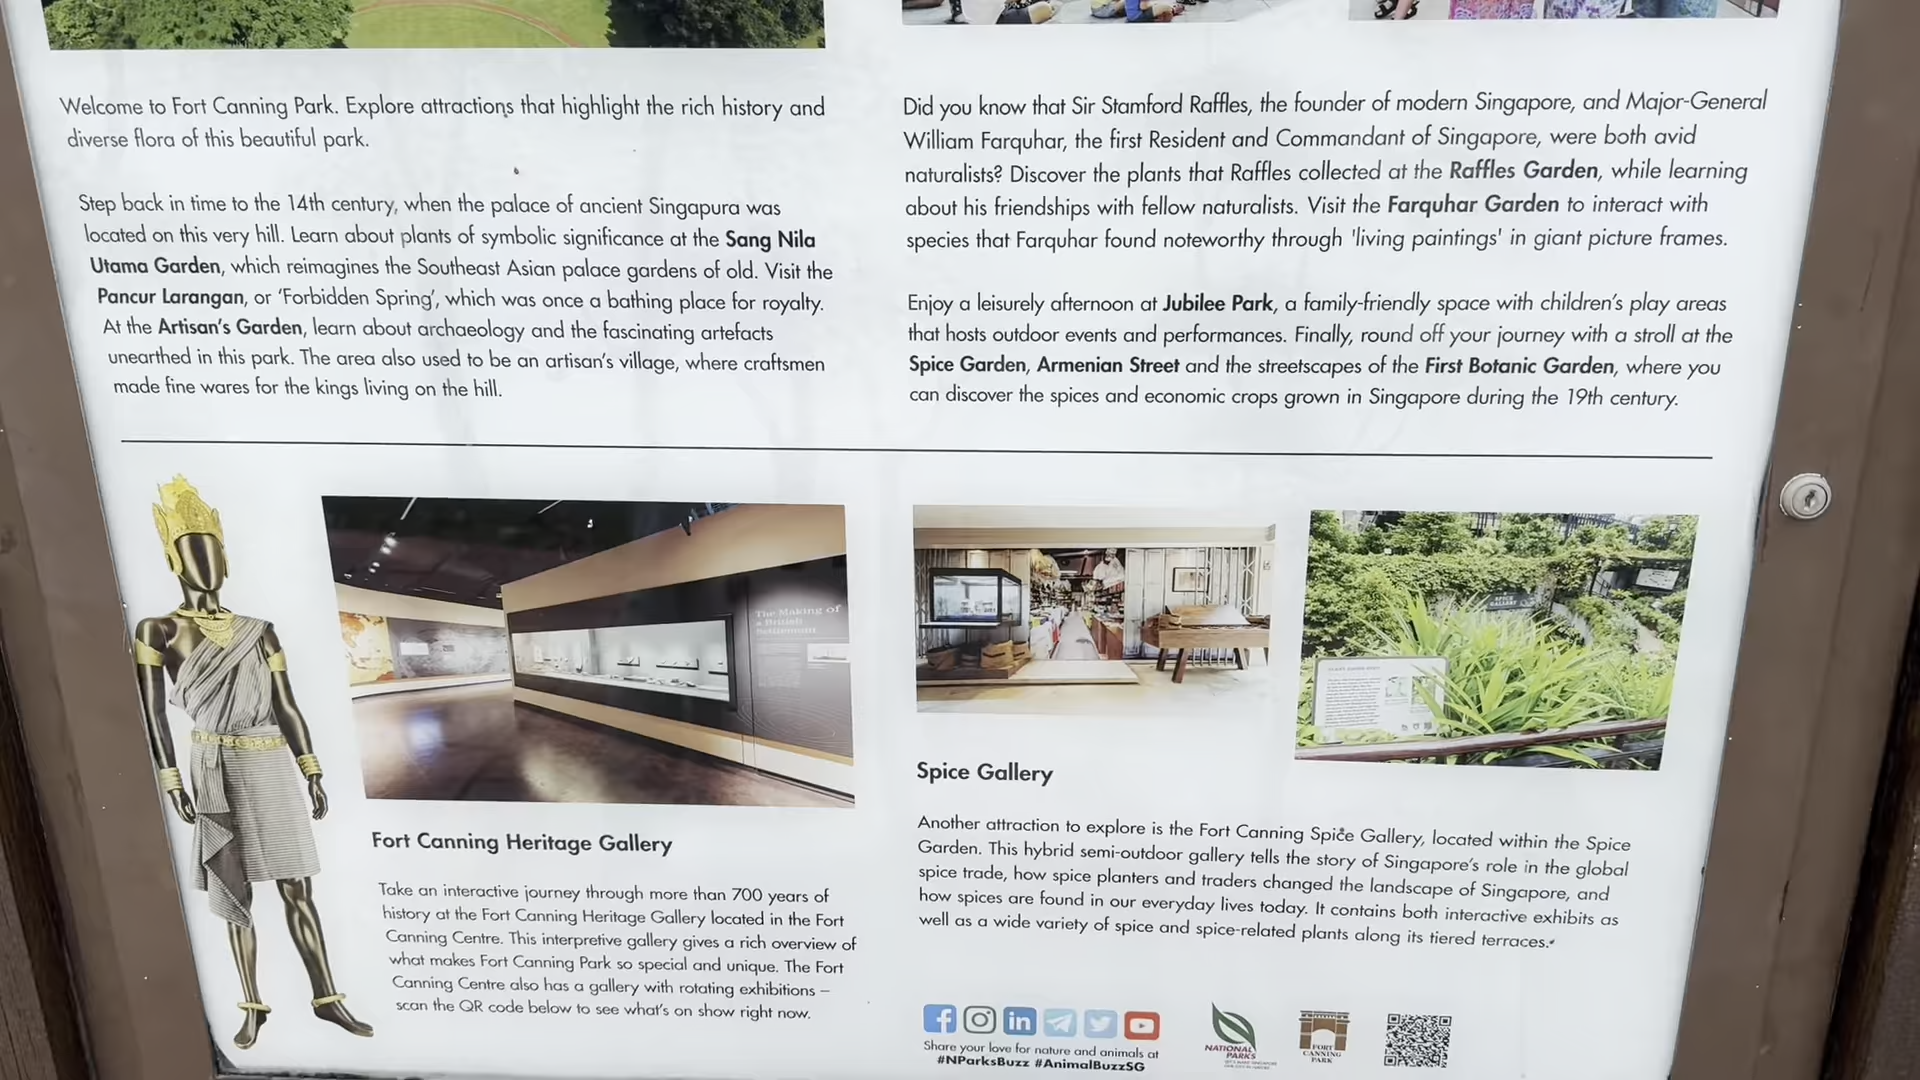 Welcome to Fort Canning Park. Explore attractions that highlight the rich history and
diverse flora of this beautiful park.
Step back in time to the 14th century, when the palace of ancient Singapura was
located on this very hill. Learn about plants of symbolic significance at the Sang Nila
Utama Garden, which reimagines the Southeast Asian palace gardens of old. Visit the
Pancur Larangan, or 'Forbidden Spring', which was once a bathing place for royalty.
At the Artisan's Garden, learn about archaeology and the fascinating artefacts
unearthed in this park. The area also used to be an artisan's village, where craftsmen
made fine wares for the kings living on the hill.
Did you know that Sir Stamford Raffles, the founder of modern Singapore, and Major-General
William Farquhar, the first Resident and Commandant of Singapore, were both avid
naturalists? Discover the plants that Raffles collected at the Raffles Garden, while learning
about his friendships with fellow naturalists. Visit the Farquhar Garden to interact with
species that Farquhar found noteworthy through 'living paintings' in giant picture frames.
Enjoy a leisurely afternoon at Jubilee Park, a family-friendly space with children's play areas
that hosts outdoor events and performances. Finally, round off your journey with a stroll at the
Spice Garden, Armenian Street and the streetscapes of the First Botanic Garden, where you
can discover the spices and economic crops grown in Singapore during the 19th century.
The Making of
a British
Settlement
Fort Canning Heritage Gallery
Take an interactive journey through more than 700 years of
history at the Fort Canning Heritage Gallery located in the Fort
Canning Centre. This interpretive gallery gives a rich overview of
what makes Fort Canning Park so special and unique. The Fort
Canning Centre also has a gallery with rotating exhibitions –
scan the QR code below to see what's on show right now.
SPICE
GALLERY
Spice Gallery
Another attraction to explore is the Fort Canning Spice Gallery, located within the Spice
Garden. This hybrid semi-outdoor gallery tells the story of Singapore's role in the global
spice trade, how spice planters and traders changed the landscape of Singapore, and
how spices are found in our everyday lives today. It contains both interactive exhibits as
well as a wide variety of spice and spice-related plants along its tiered terraces.
Share your love for nature and animals at
#NParksBuzz #AnimalBuzzSG
NATIONAL
PARKS
FORT
CANNING
PARK